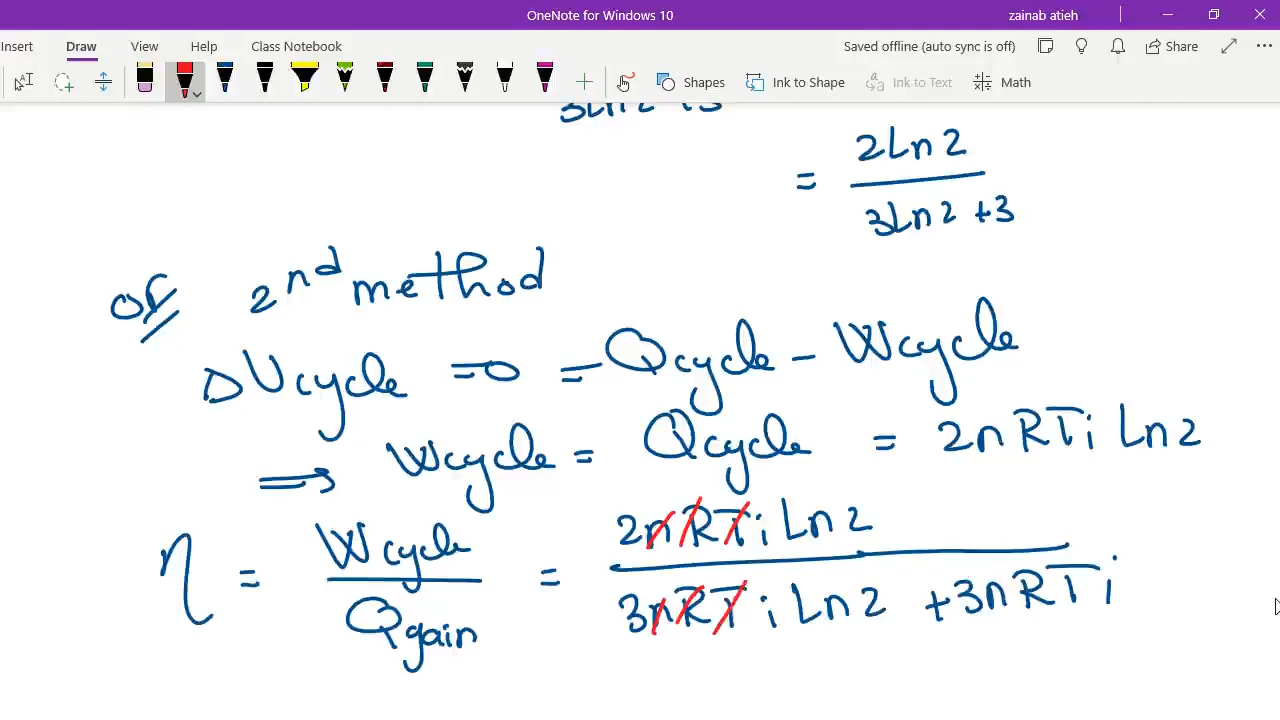 OneNote for Windows 10
zainab atieh
Insert Draw View Help Class Notebook
Saved offline (auto sync is off) Share
Shapes Ink to Shape Ink to Text Math
3Ln2 +3
= 2Ln2
3Ln2 +3
or 2nd method
ΔUcycle = 0 = Qcycle - Wcycle
⇒ Wcycle = Qcycle = 2nRTi Ln2
η = Wcycle / Qgain = 2nRTi Ln2
3nRTi Ln2 + 3nRTi